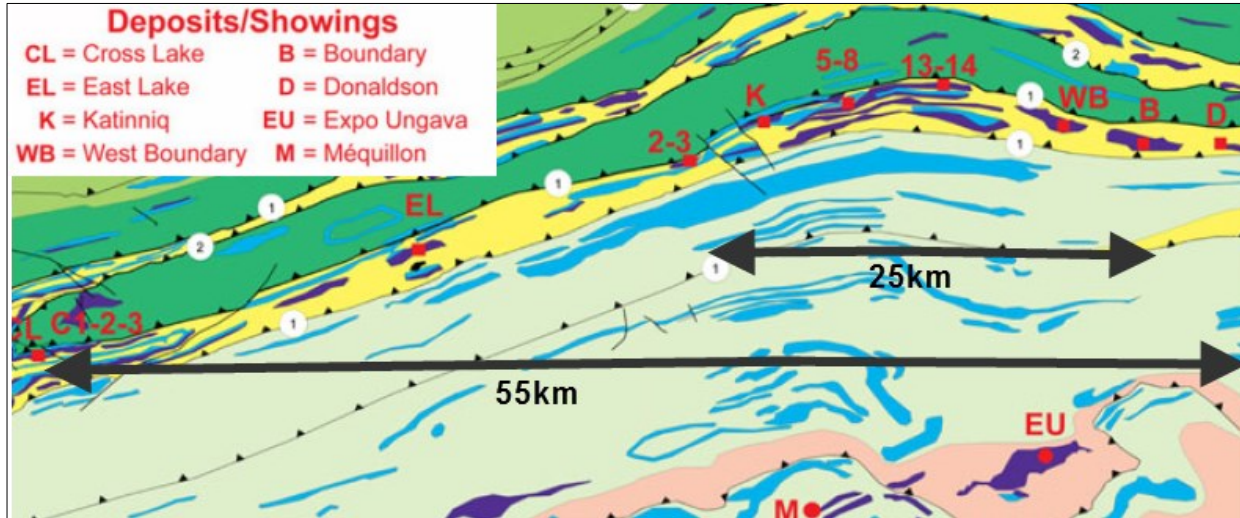 Deposits/Showings
CL = Cross Lake B = Boundary
EL = East Lake D = Donaldson
K = Katinniq EU = Expo Ungava
WB = West Boundary M = Méquillon
2
5-8
13-14
1
K
WB
B
D
2-3
1
1
1
EL
2
1
25km
C1-2-3
CL
1
55km
EU
M